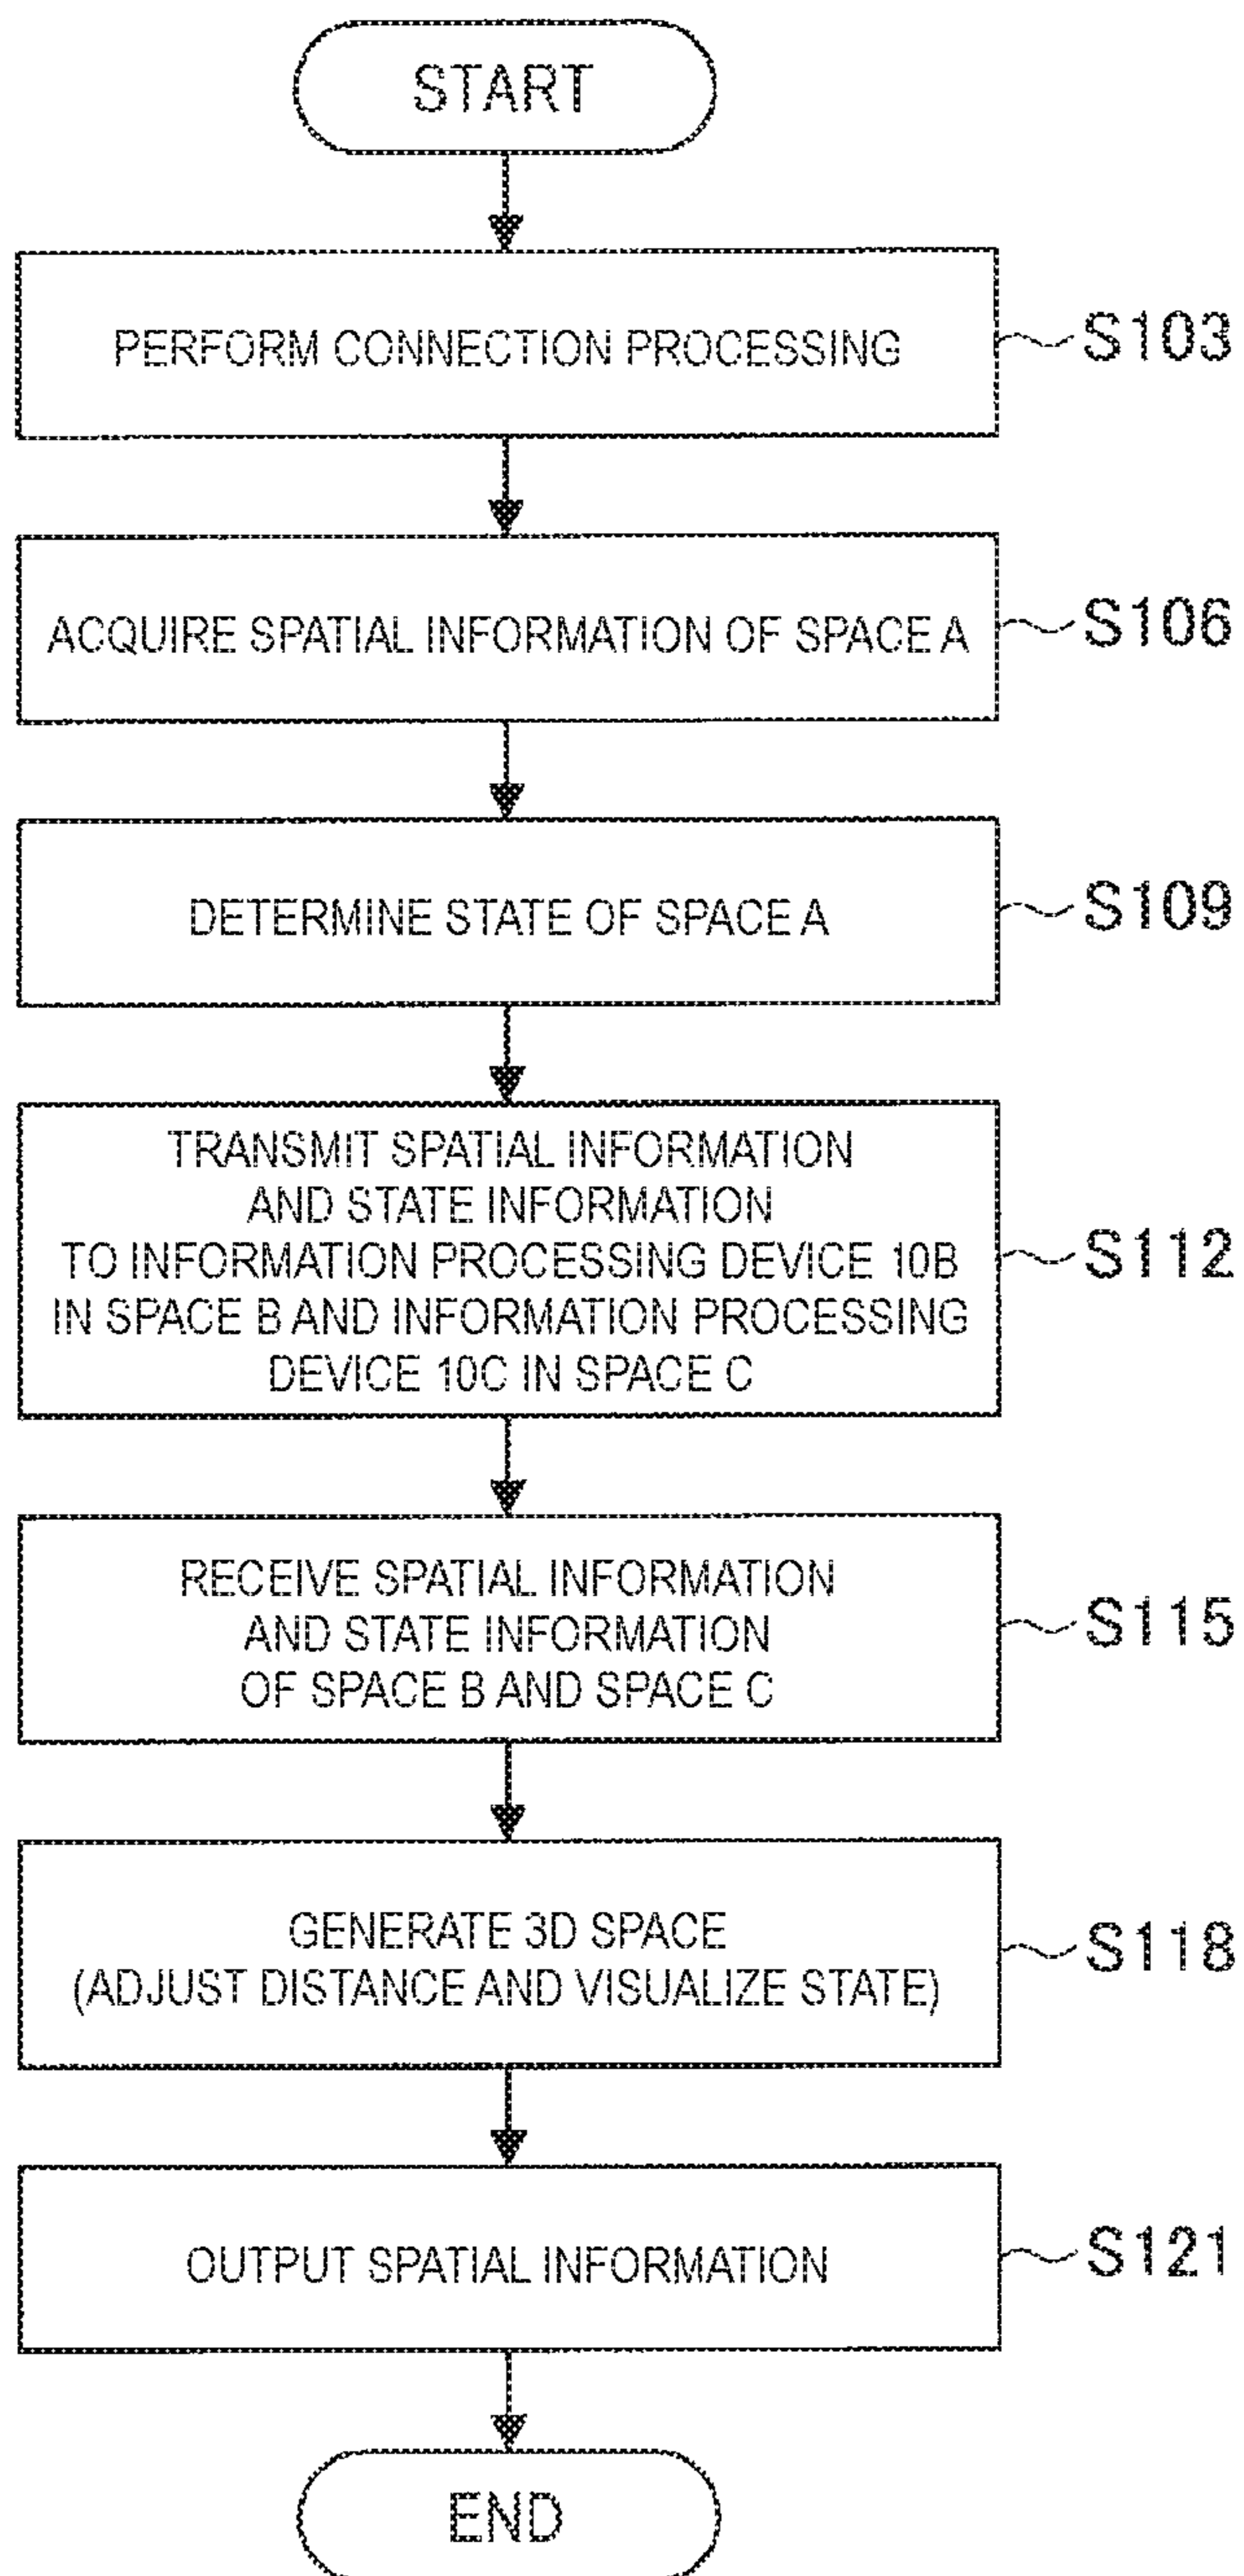 START
PERFORM CONNECTION PROCESSING
S103
ACQUIRE SPATIAL INFORMATION OF SPACE A
S106
DETERMINE STATE OF SPACE A
S109
TRANSMIT SPATIAL INFORMATION
AND STATE INFORMATION
TO INFORMATION PROCESSING DEVICE 10B
IN SPACE B AND INFORMATION PROCESSING
DEVICE 10C IN SPACE C
S112
RECEIVE SPATIAL INFORMATION
AND STATE INFORMATION
OF SPACE B AND SPACE C
S115
GENERATE 3D SPACE
(ADJUST DISTANCE AND VISUALIZE STATE)
S118
OUTPUT SPATIAL INFORMATION
S121
END